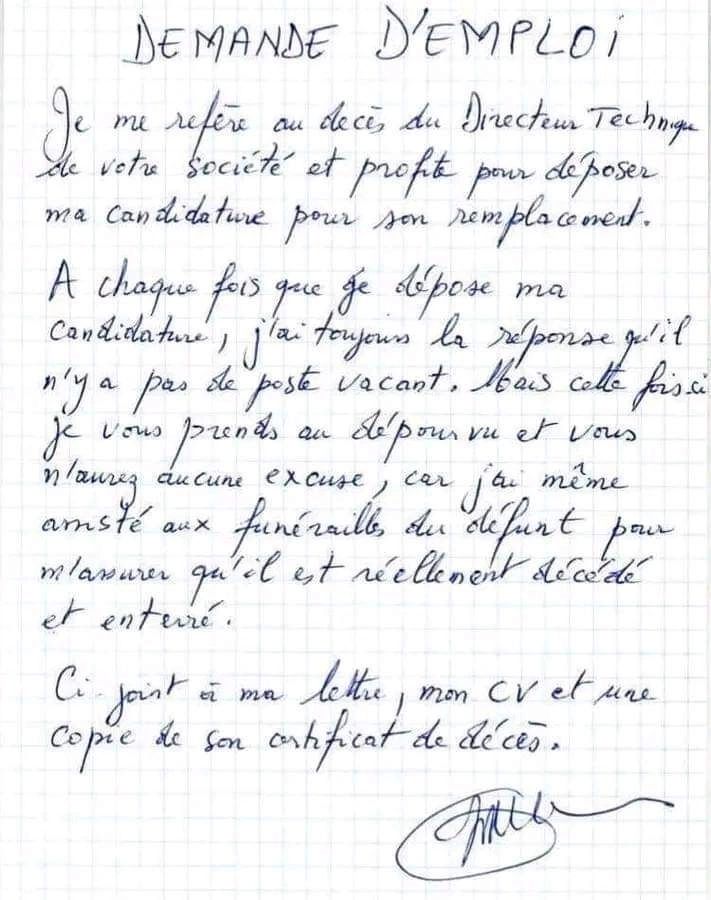 DEMANDE D'EMPLOI
Je me refère au decès du Directeur Technique
de votre société et profite pour déposer
ma candidature pour son remplacement.
A chaque fois que je dépose ma
candidature, j'ai toujours la réponse qu'il
n'y a pas de poste vacant. Mais cette fois ci
je vous prends au dépourvu et vous
n'aurez aucune excuse, car j'ai même
assisté aux funérailles du défunt pour
m'assurer qu'il est réellement décédé
et enterré.
Ci-joint à ma lettre, mon CV et une
copie de son certificat de décès.